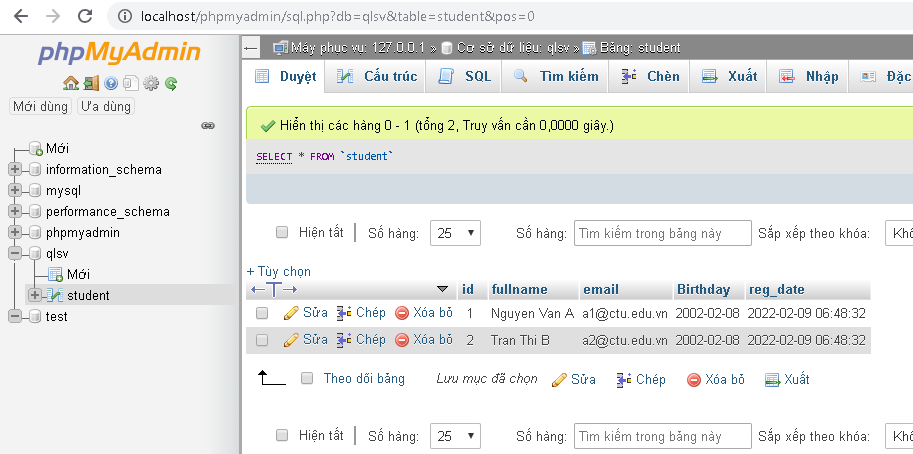 localhost/phpmyadmin/sql.php?db=qlsv&table=student&pos=0
phpMyAdmin
Mới dùng Ưa dùng
Mới
information_schema
mysql
performance_schema
phpmyadmin
qlsv
Mới
student
test
Máy phục vụ: 127.0.0.1 » Cơ sở dữ liệu: qlsv » Bảng: student
Duyệt Cấu trúc SQL Tìm kiếm Chèn Xuất Nhập Đặc
Hiển thị các hàng 0 - 1 (tổng 2, Truy vấn cần 0,0000 giây.)
SELECT * FROM `student`
Hiện tất Số hàng: 25 Số hàng: Tìm kiếm trong bảng này Sắp xếp theo khóa: Khô
+ Tùy chọn
id fullname email Birthday reg_date
Sửa Chép Xóa bỏ 1 Nguyen Van A a1@ctu.edu.vn 2002-02-08 2022-02-09 06:48:32
Sửa Chép Xóa bỏ 2 Tran Thi B a2@ctu.edu.vn 2002-02-08 2022-02-09 06:48:32
Theo dõi bảng Lưu mục đã chọn Sửa Chép Xóa bỏ Xuất
Hiện tất Số hàng: 25 Số hàng: Tìm kiếm trong bảng này Sắp xếp theo khóa: Khô